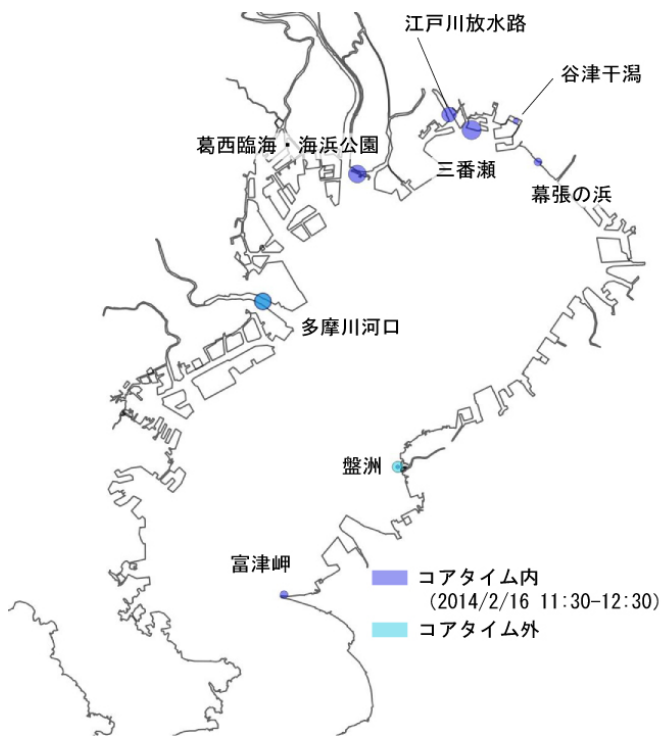 江戸川放水路
谷津干潟
葛西臨海・海浜公園
三番瀬
幕張の浜
多摩川河口
盤洲
富津岬
コアタイム内
(2014/2/16 11:30-12:30)
コアタイム外